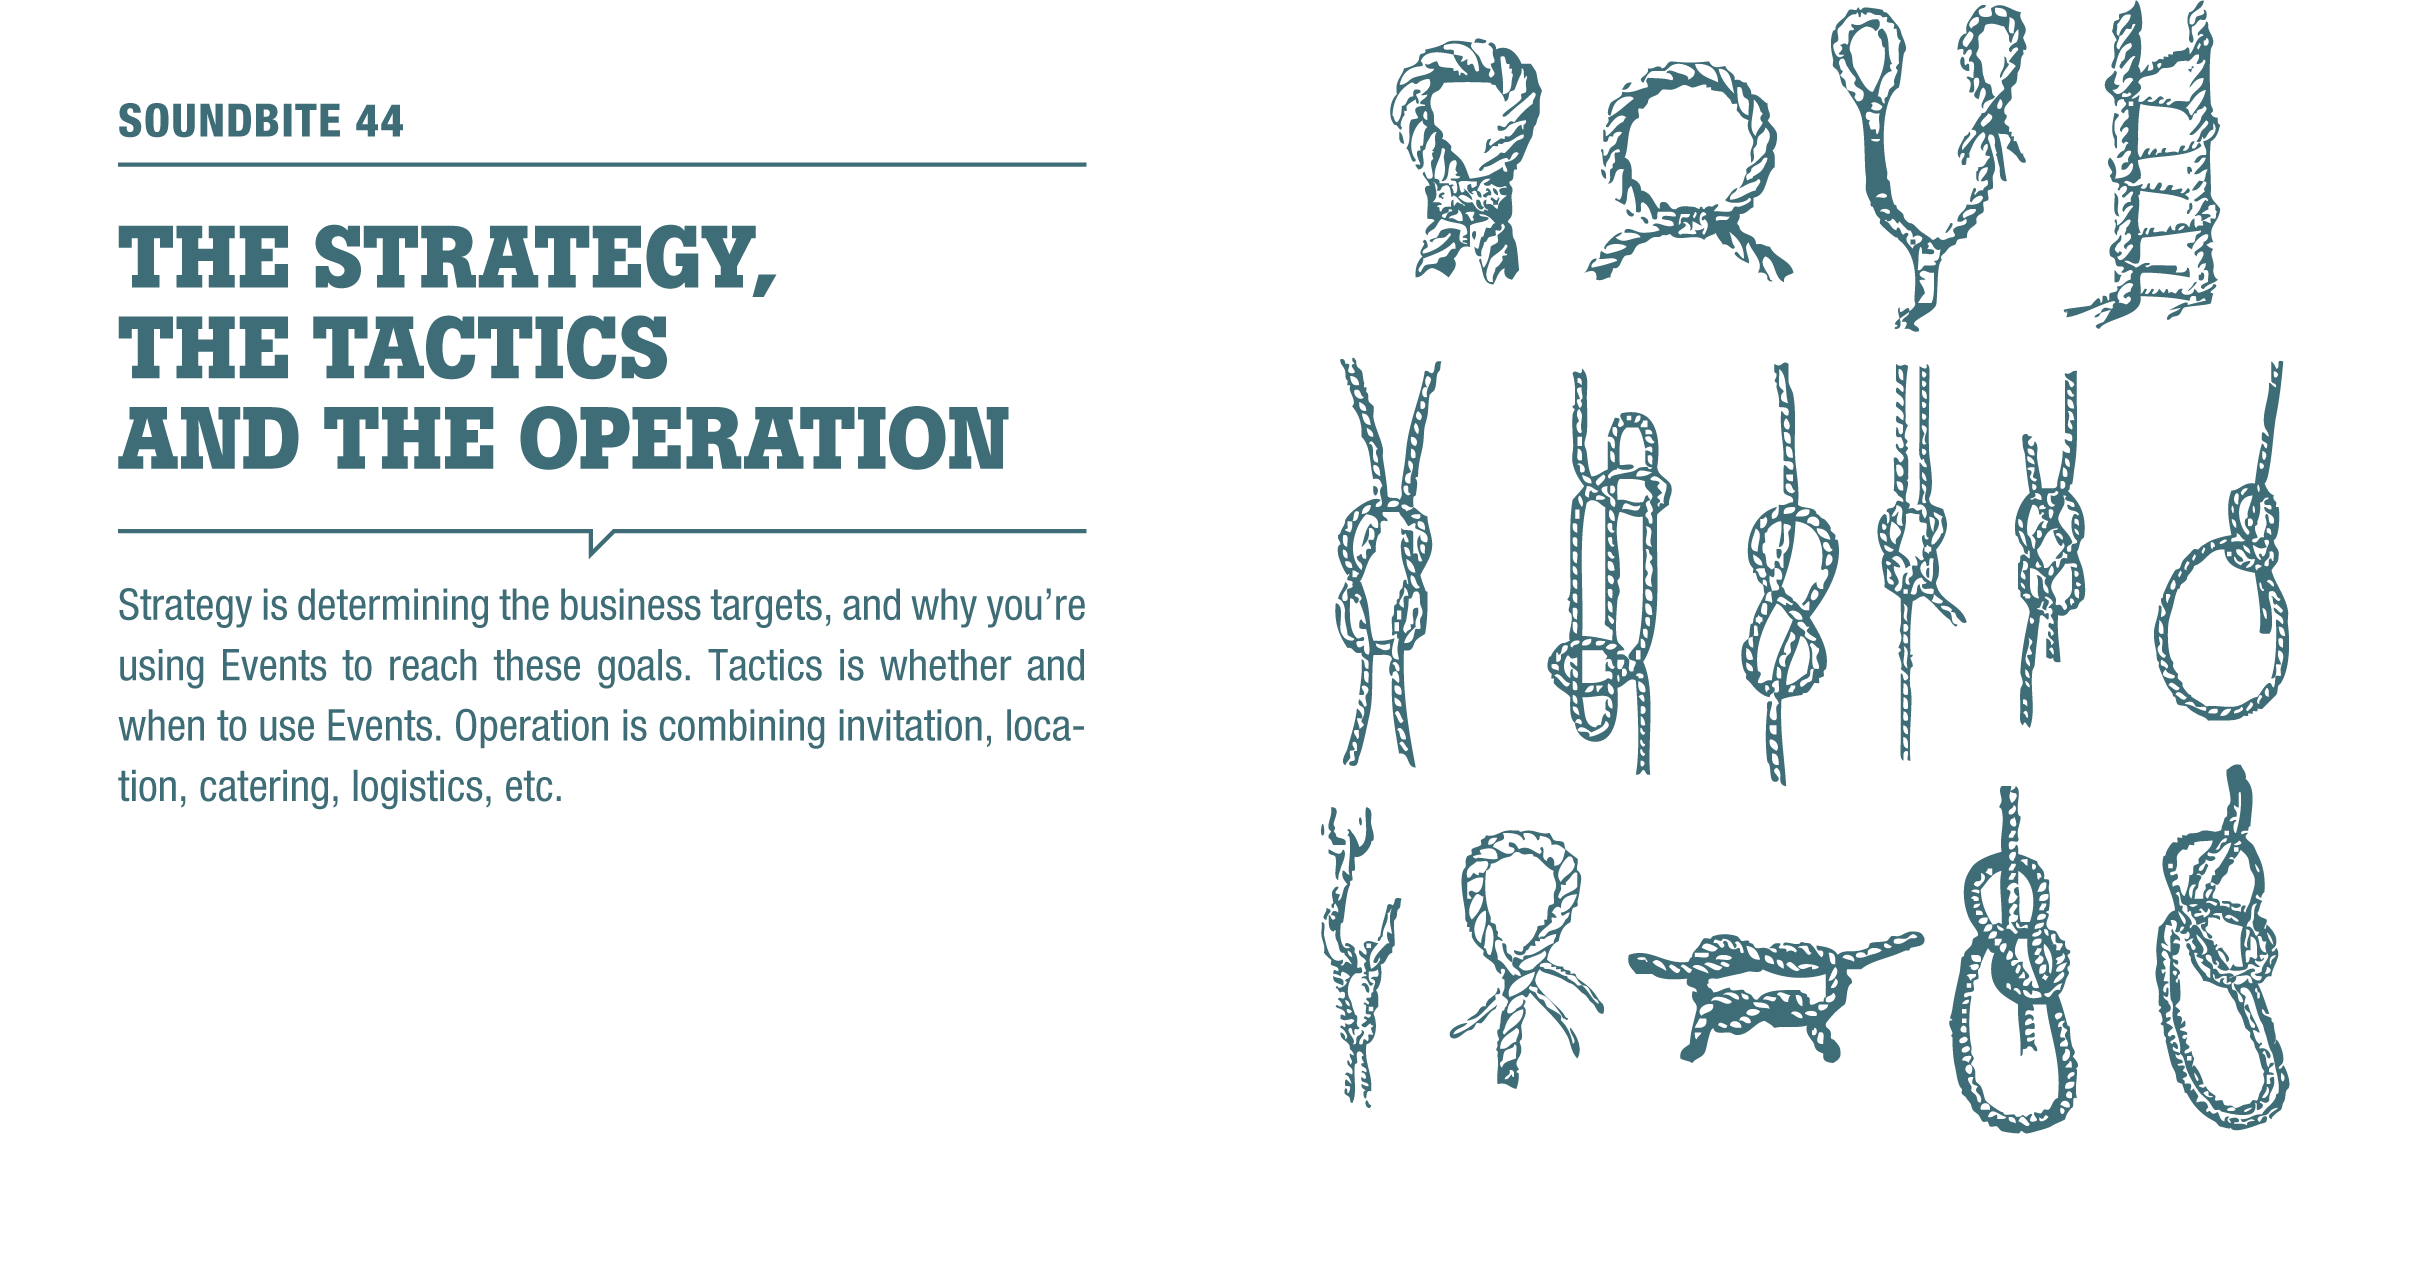 SOUNDBITE 44
THE STRATEGY,
THE TACTICS
AND THE OPERATION
Strategy is determining the business targets, and why you’re
using Events to reach these goals. Tactics is whether and
when to use Events. Operation is combining invitation, loca-
tion, catering, logistics, etc.